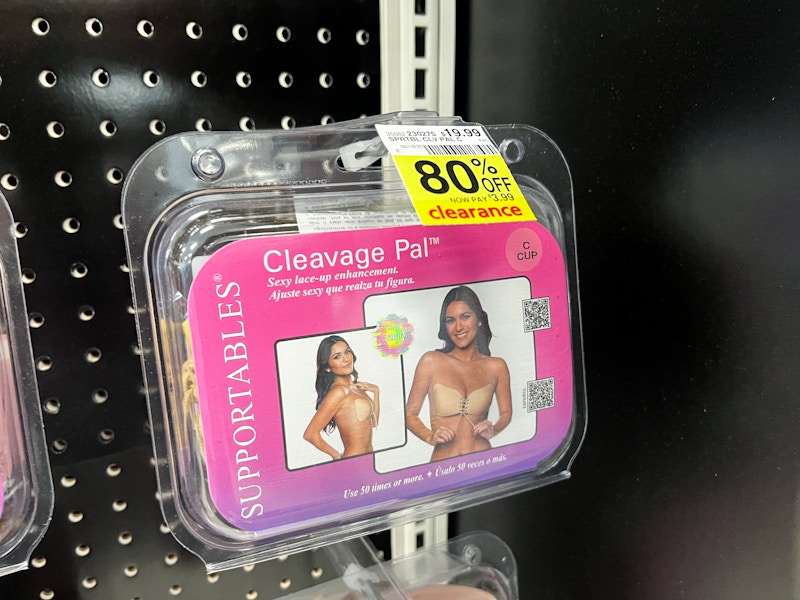 230275 $19.99
SPRTBL CLV PAL C
80% OFF
NOW PAY $3.99
clearance
Cleavage Pal™
C
CUP
Sexy lace-up enhancement.
Ajuste sexy que realza tu figura.
SUPPORTABLES®
Use 50 times or more. ✦ Úsalo 50 veces o más.